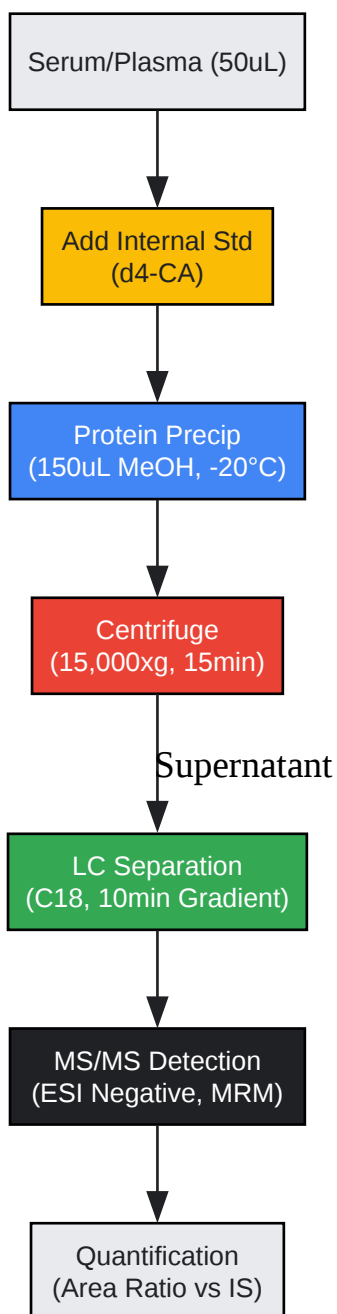 Serum/Plasma (50uL)
Add Internal Std
(d4-CA)
Protein Precip
(150uL MeOH, -20°C)
Centrifuge
(15,000xg, 15min)
Supernatant
LC Separation
(C18, 10min Gradient)
MS/MS Detection
(ESI Negative, MRM)
Quantification
(Area Ratio vs IS)